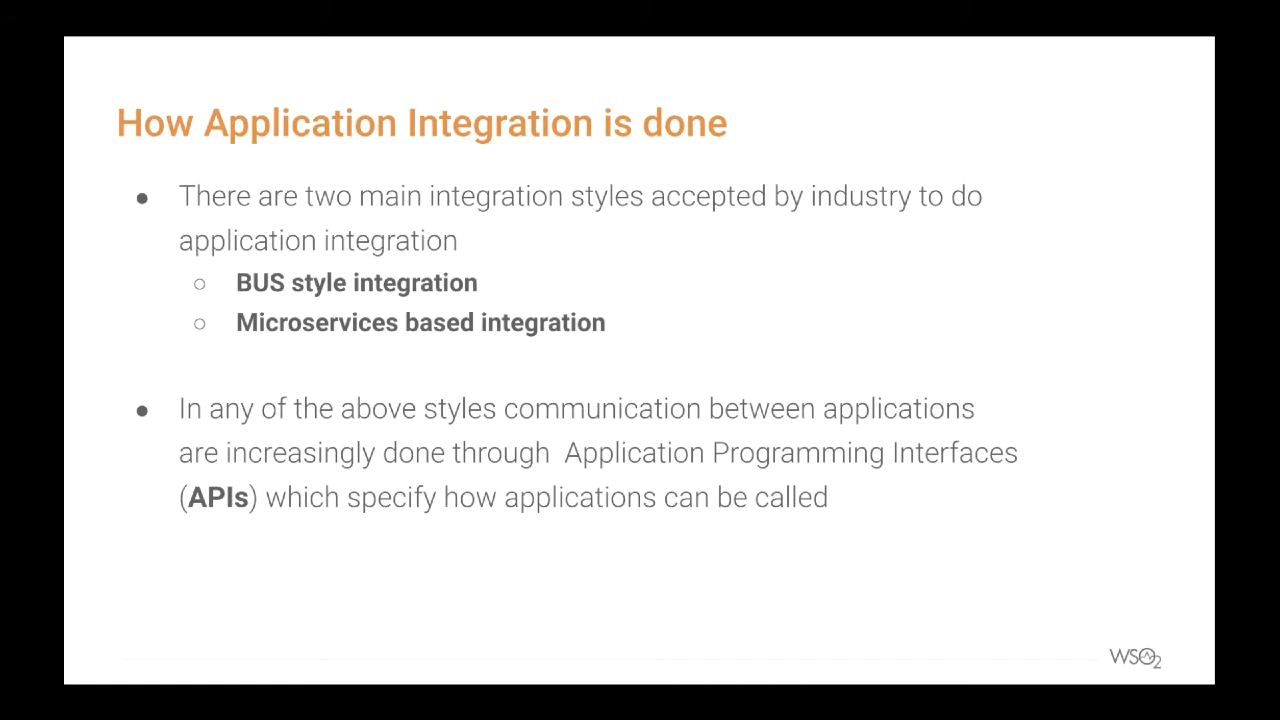 How Application Integration is done
● There are two main integration styles accepted by industry to do
application integration
○ BUS style integration
○ Microservices based integration
● In any of the above styles communication between applications
are increasingly done through  Application Programming Interfaces
(APIs) which specify how applications can be called
WSO2